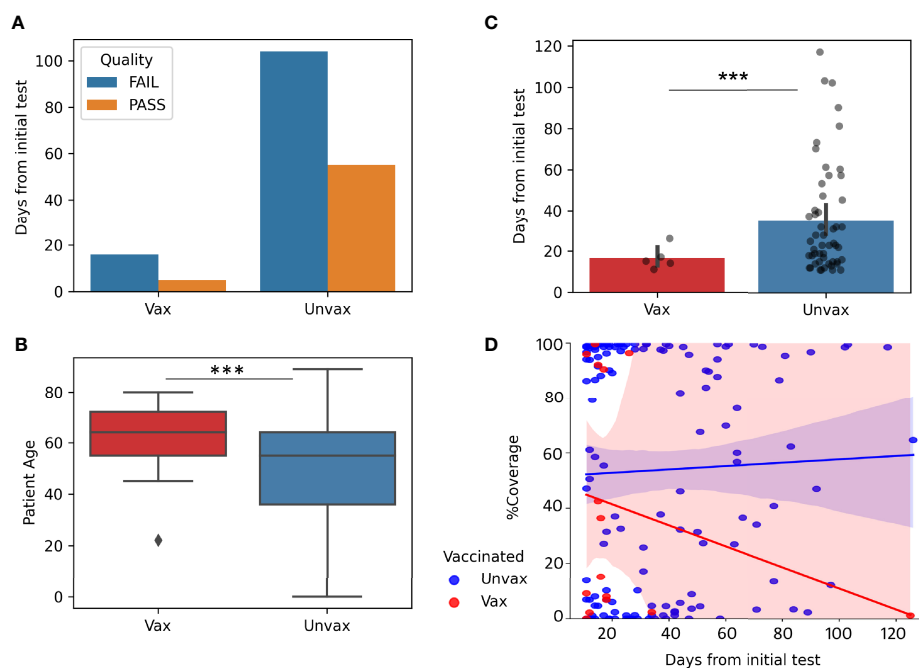 A
Quality
FAIL
PASS
Days from initial test
100
80
60
40
20
0
Vax
Unvax
B
***
Patient Age
80
60
40
20
0
Vax
Unvax
C
***
Days from initial test
120
100
80
60
40
20
0
Vax
Unvax
D
%Coverage
100
80
60
40
20
0
20
40
60
80
100
120
Days from initial test
Vaccinated
Unvax
Vax